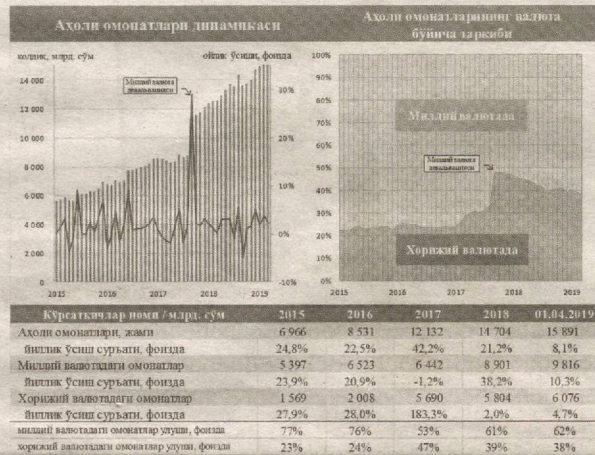 Аҳоли омонатлари динамикаси
Аҳоли омонатларининг валюта
бўйича таркиби
қолдиқ, млрд. сўм
ойлик ўсиши, фоизда
14 000
12 000
10 000
8 000
6 000
4 000
2 000
0
30%
20%
10%
0%
-10%
Миллий валюта
девальвацияси
2015 2016 2017 2018 2019
100%
90%
80%
70%
60%
50%
40%
30%
20%
10%
0%
Миллий валютада
Миллий валюта
девальвацияси
Хорижий валютада
2015 2016 2017 2018 2019
Кўрсаткичлар номи / млрд. сўм 2015 2016 2017 2018 01.04.2019
Аҳоли омонатлари, жами 6 966 8 531 12 132 14 704 15 891
йиллик ўсиш суръати, фоизда 24,8% 22,5% 42,2% 21,2% 8,1%
Миллий валютадаги омонатлар 5 397 6 523 6 442 8 901 9 816
йиллик ўсиш суръати, фоизда 23,9% 20,9% -1,2% 38,2% 10,3%
Хорижий валютадаги омонатлар 1 569 2 008 5 690 5 804 6 076
йиллик ўсиш суръати, фоизда 27,9% 28,0% 183,3% 2,0% 4,7%
миллий валютадаги омонатлар улуши, фоизда 77% 76% 53% 61% 62%
хорижий валютадаги омонатлар улуши, фоизда 23% 24% 47% 39% 38%